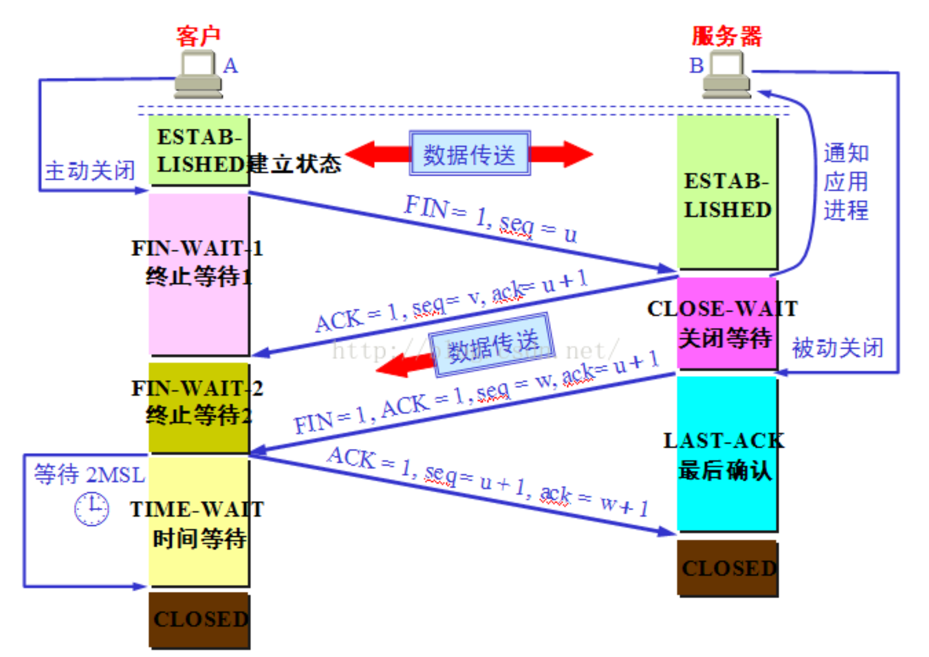 客户
服务器
A
B
ESTAB-
LISHED建立状态
数据传送
主动关闭
ESTAB-
LISHED
通知
应用
进程
FIN = 1, seq = u
FIN-WAIT-1
终止等待1
ACK = 1, seq= v, ack= u+1
CLOSE-WAIT
关闭等待
数据传送
被动关闭
FIN-WAIT-2
终止等待2
FIN=1, ACK = 1, seq = w, ack= u+1
LAST-ACK
最后确认
等待 2MSL
ACK = 1, seq= u+1, ack = w+1
TIME-WAIT
时间等待
CLOSED
CLOSED